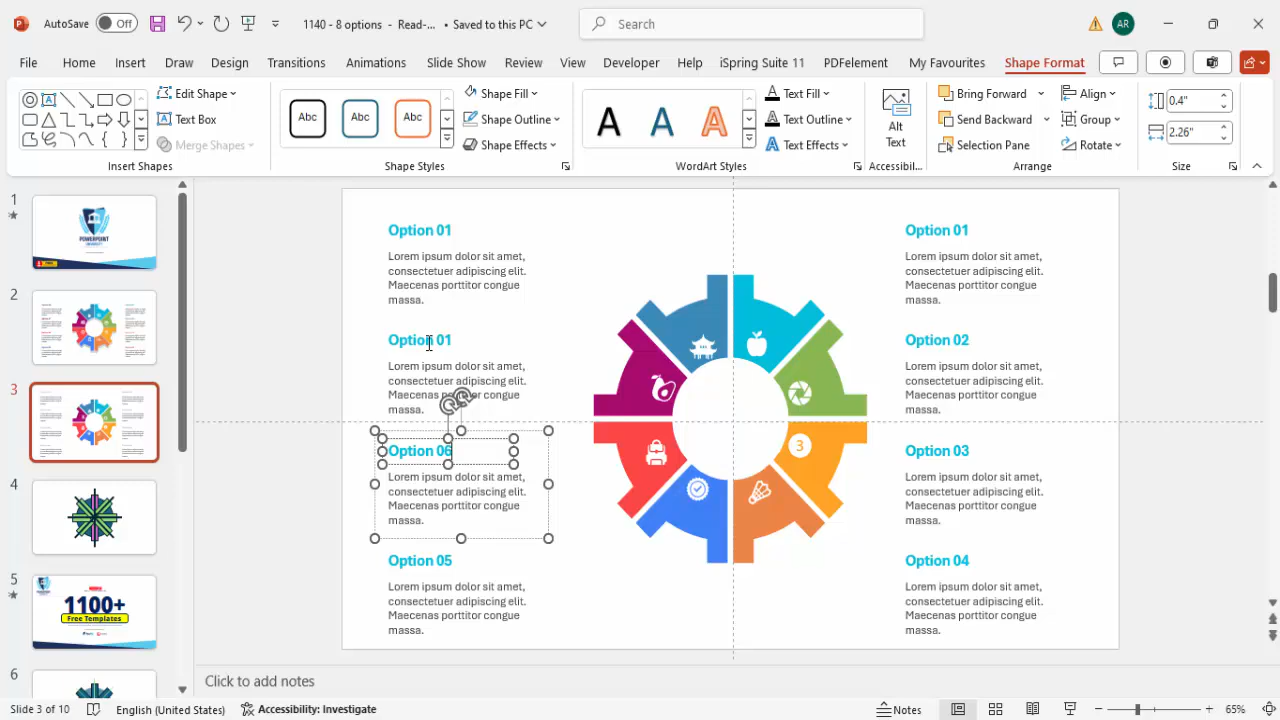 AutoSave
Off
1140 - 8 options - Read-... • Saved to this PC
Search
AR
File
Home
Insert
Draw
Design
Transitions
Animations
Slide Show
Review
View
Developer
Help
iSpring Suite 11
PDFelement
My Favourites
Shape Format
Edit Shape
Text Box
Merge Shapes
Insert Shapes
Abc
Abc
Abc
Shape Fill
Shape Outline
Shape Effects
Shape Styles
A
A
A
Text Fill
Text Outline
Text Effects
WordArt Styles
Alt
Text
Accessibil...
Bring Forward
Send Backward
Selection Pane
Align
Group
Rotate
Arrange
0.4"
2.26"
Size
1
POWERPOINT
UNIVERSITY
2
3
4
5
1100+
Free Templates
6
Option 01
Lorem ipsum dolor sit amet,
consectetuer adipiscing elit.
Maecenas porttitor congue
massa.
Option 01
Lorem ipsum dolor sit amet,
consectetuer adipiscing elit.
Maecenas porttitor congue
massa.
Option 06
Lorem ipsum dolor sit amet,
consectetuer adipiscing elit.
Maecenas porttitor congue
massa.
Option 05
Lorem ipsum dolor sit amet,
consectetuer adipiscing elit.
Maecenas porttitor congue
massa.
3
Option 01
Lorem ipsum dolor sit amet,
consectetuer adipiscing elit.
Maecenas porttitor congue
massa.
Option 02
Lorem ipsum dolor sit amet,
consectetuer adipiscing elit.
Maecenas porttitor congue
massa.
Option 03
Lorem ipsum dolor sit amet,
consectetuer adipiscing elit.
Maecenas porttitor congue
massa.
Option 04
Lorem ipsum dolor sit amet,
consectetuer adipiscing elit.
Maecenas porttitor congue
massa.
Click to add notes
Slide 3 of 10
English (United States)
Accessibility: Investigate
Notes
65%